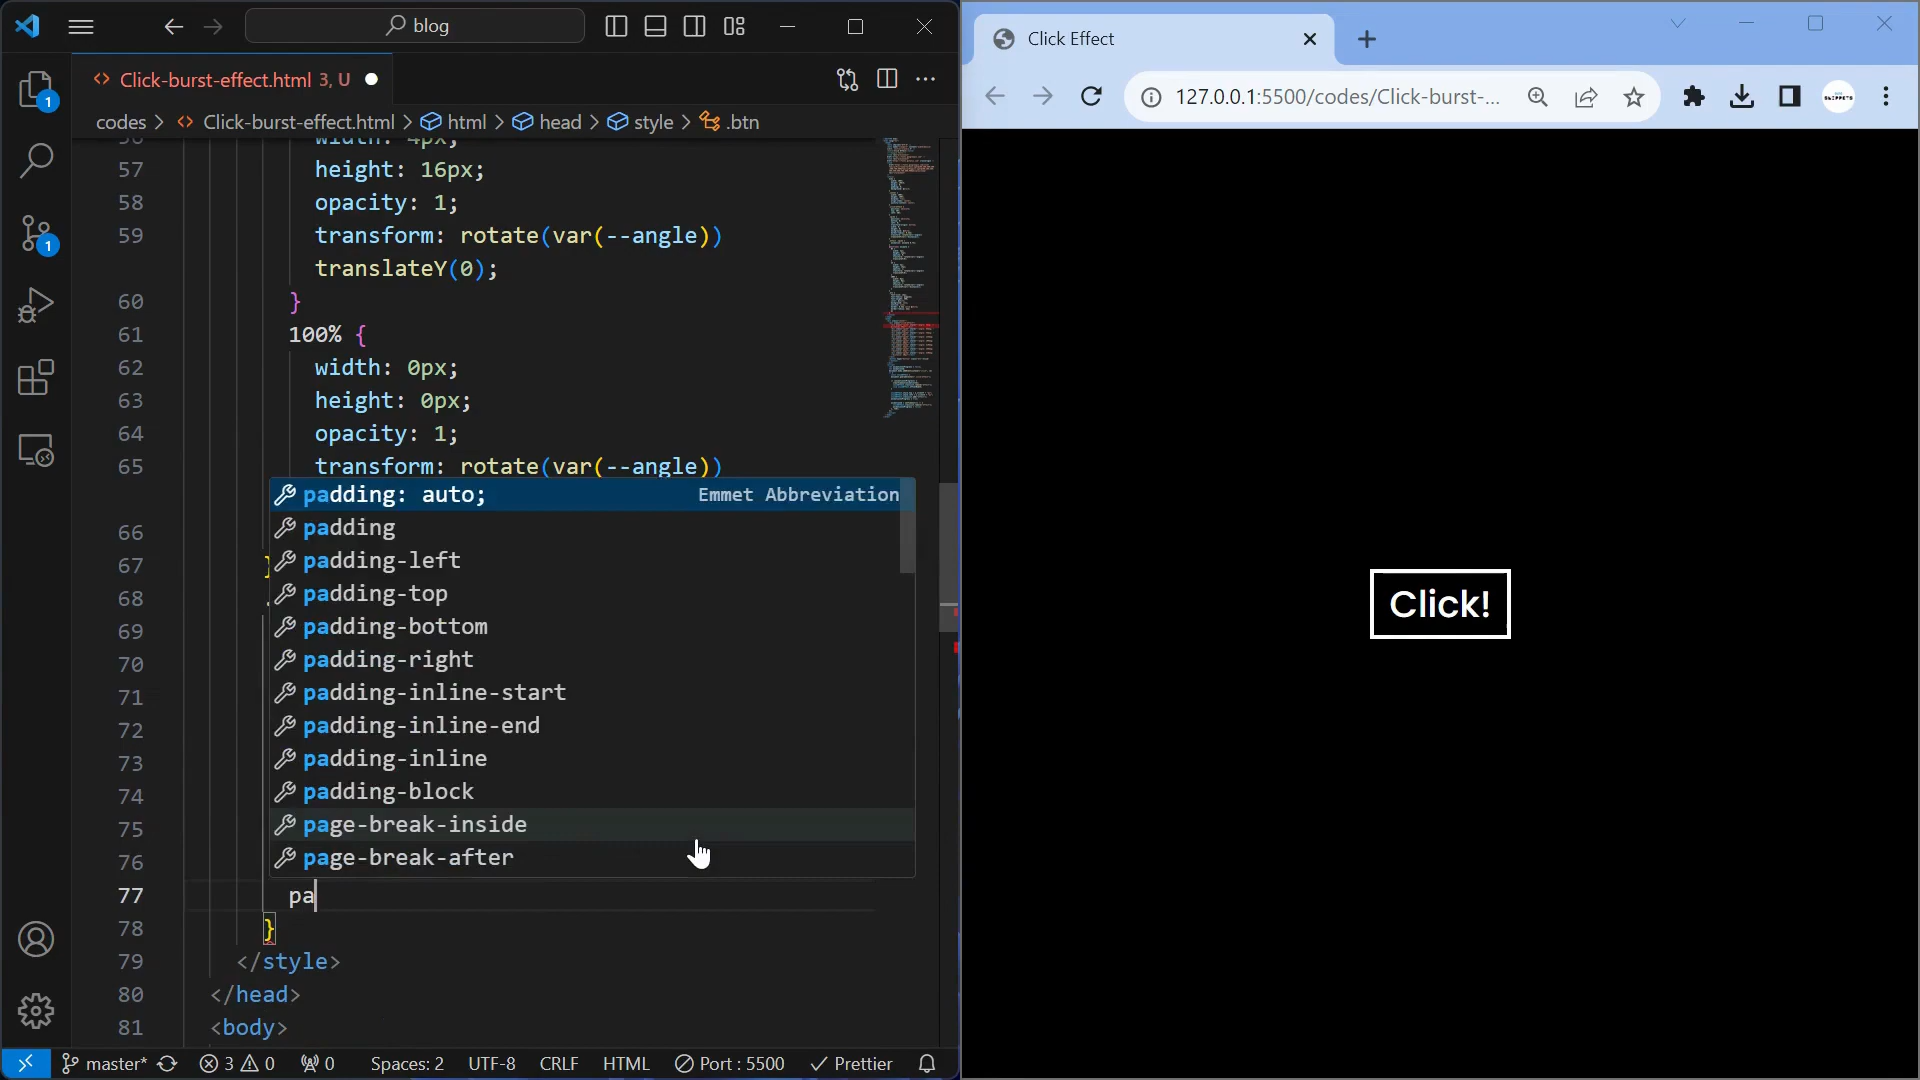 blog
Click-burst-effect.html 3, U
codes > Click-burst-effect.html > html > head > style > .btn
width: 4px;
57 height: 16px;
58 opacity: 1;
59 transform: rotate(var(--angle))
translateY(0);
60 }
61 100% {
62 width: 0px;
63 height: 0px;
64 opacity: 1;
65 transform: rotate(var(--angle))
padding: auto; Emmet Abbreviation
padding
padding-left
padding-top
padding-bottom
padding-right
padding-inline-start
padding-inline-end
padding-inline
padding-block
page-break-inside
page-break-after
66
67 }
68
69
70
71
72
73
74
75
76
77 pa
78 }
79 </style>
80 </head>
81 <body>
1
1
master* 3 0 0 Spaces: 2 UTF-8 CRLF HTML Port : 5500 Prettier
Click Effect
127.0.0.1:5500/codes/Click-burst-...
Click!